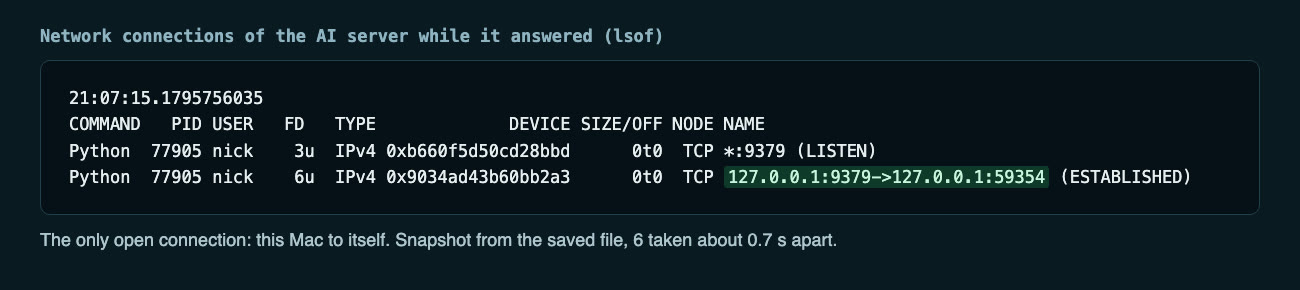 Network connections of the AI server while it answered (lsof)
21:07:15.1795756035
COMMAND PID USER FD TYPE DEVICE SIZE/OFF NODE NAME
Python 77905 nick 3u IPv4 0xb660f5d50cd28bbd 0t0 TCP *:9379 (LISTEN)
Python 77905 nick 6u IPv4 0x9034ad43b60bb2a3 0t0 TCP 127.0.0.1:9379->127.0.0.1:59354 (ESTABLISHED)
The only open connection: this Mac to itself. Snapshot from the saved file, 6 taken about 0.7 s apart.